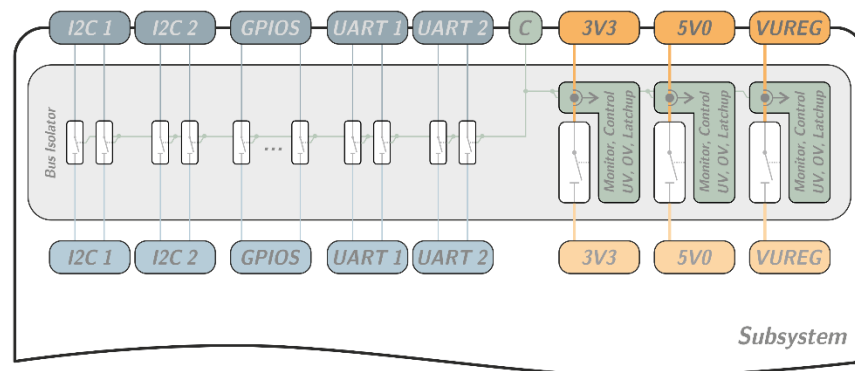 I2C 1 I2C 2 GPIOS UART 1 UART 2 C 3V3 5V0 VUREG
Bus Isolator
...
Monitor, Control
UV, OV, Latchup
Monitor, Control
UV, OV, Latchup
Monitor, Control
UV, OV, Latchup
I2C 1 I2C 2 GPIOS UART 1 UART 2 3V3 5V0 VUREG
Subsystem